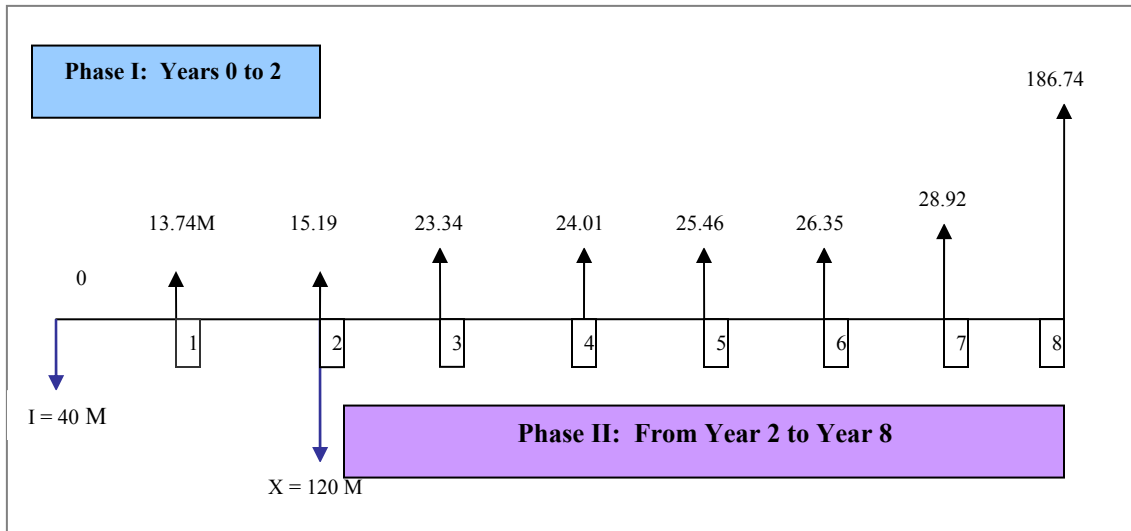 Phase I: Years 0 to 2
186.74
28.92
13.74M 15.19 23.34 24.01 25.46 26.35
0
1 2 3 4 5 6 7 8
I = 40 M
Phase II: From Year 2 to Year 8
X = 120 M